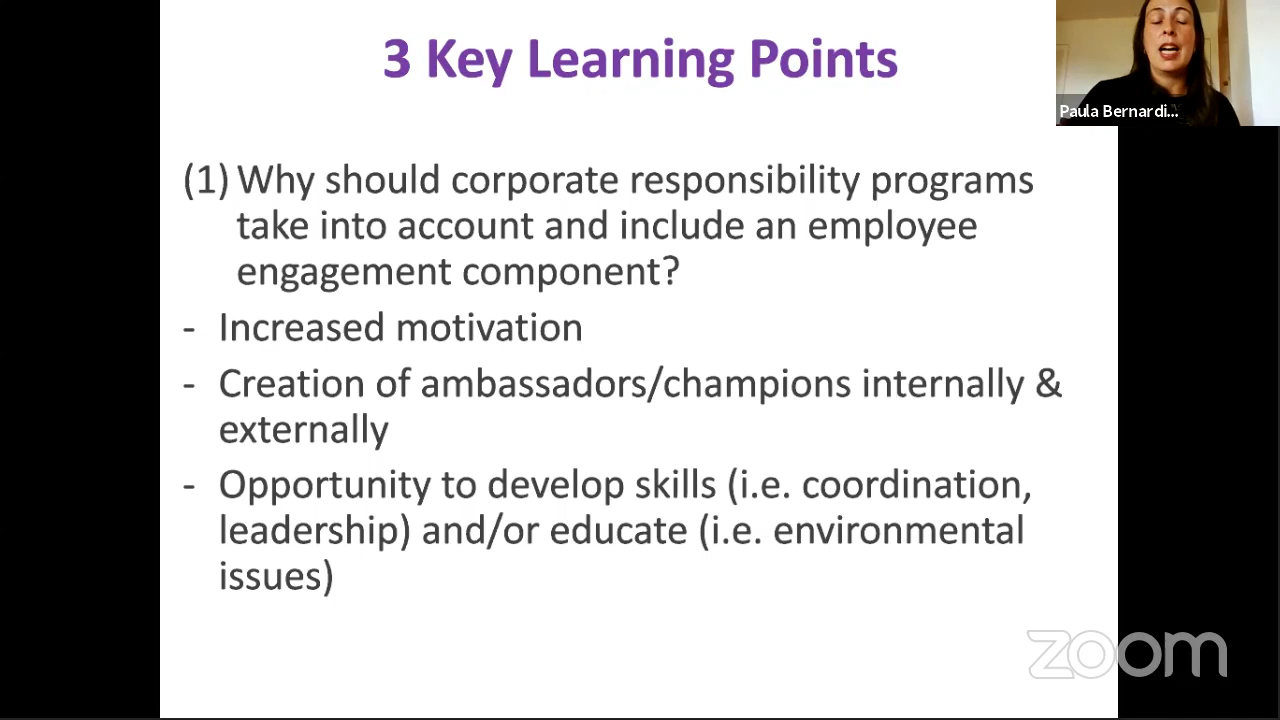 3 Key Learning Points
Paula Bernardi...
(1) Why should corporate responsibility programs
take into account and include an employee
engagement component?
- Increased motivation
- Creation of ambassadors/champions internally &
externally
- Opportunity to develop skills (i.e. coordination,
leadership) and/or educate (i.e. environmental
issues)
zoom